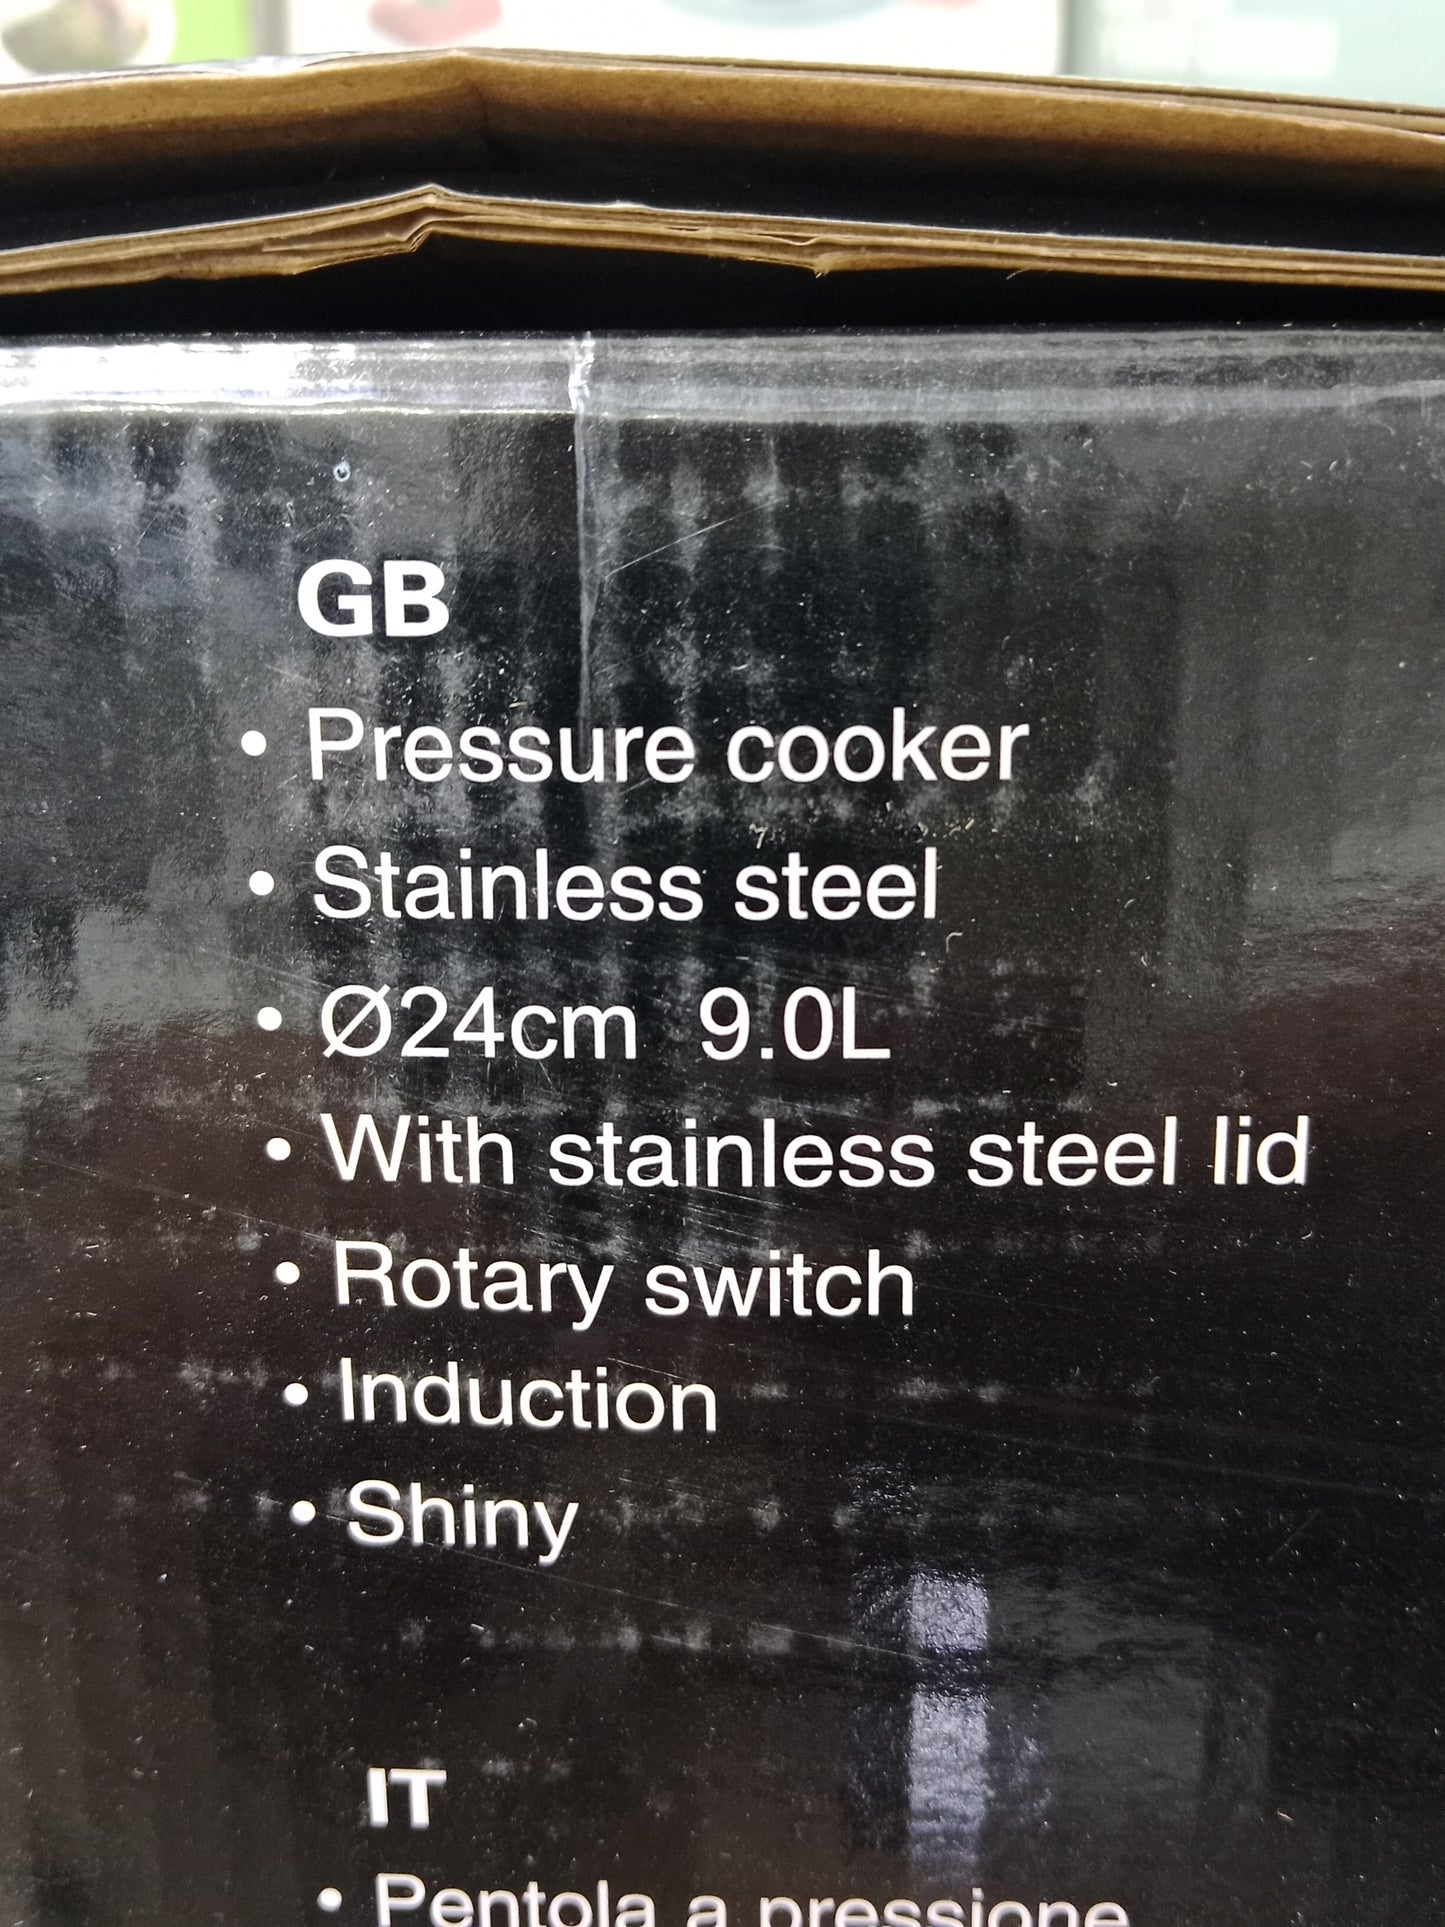 GB
• Pressure cooker
• Stainless steel
• Ø24cm 9.0L
• With stainless steel lid
• Rotary switch
• Induction
• Shiny
IT
• Pentola a pressione